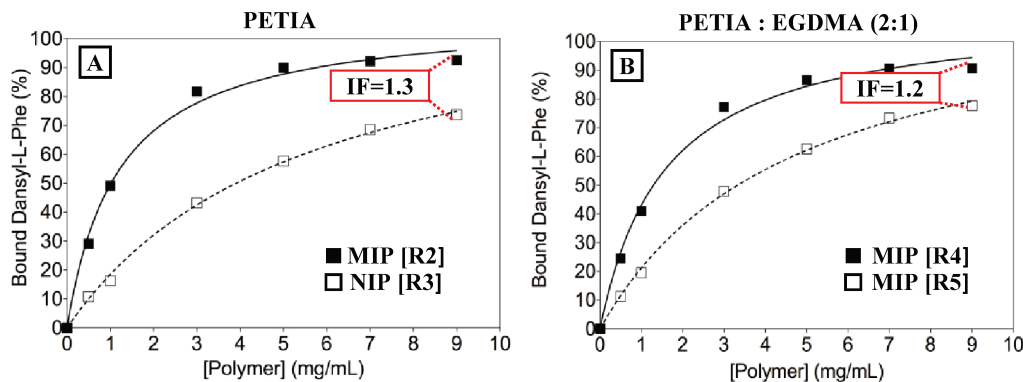 PETIA
A
IF=1.3
MIP [R2]
NIP [R3]
Bound Dansyl-L-Phe (%)
100
90
80
70
60
50
40
30
20
10
0
0 1 2 3 4 5 6 7 8 9 10
[Polymer] (mg/mL)
PETIA : EGDMA (2:1)
B
IF=1.2
MIP [R4]
MIP [R5]
Bound Dansyl-L-Phe (%)
100
90
80
70
60
50
40
30
20
10
0
0 1 2 3 4 5 6 7 8 9 10
[Polymer] (mg/mL)